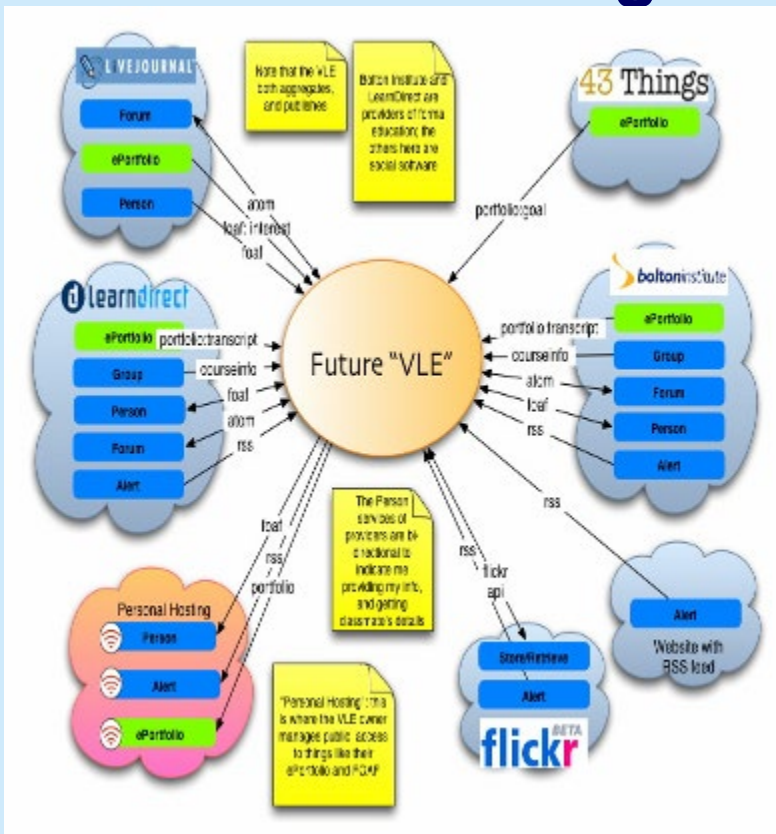 LIVEJOURNAL
Forum
ePortfolio
Person
Note that the VLE
both aggregates,
and publishes
Bolton Institute and
LearnDirect are
providers of forma
education; the
others here are
social software
43 Things
ePortfolio
atom
foaf: interest
foaf
portfolio:goal
learndirect
ePortfolio
Group
Person
Forum
Alert
portfolio:transcript
courseinfo
foaf
atom
rss
Future "VLE"
boltoninstitute
ePortfolio
Group
Forum
Person
Alert
portfolio:transcript
courseinfo
atom
foaf
rss
The Person
services of
providers are bi-
directional to
indicate me
providing my info,
and getting
classmate's details
foaf
rss
portfolio
Personal Hosting
Person
Alert
ePortfolio
"Personal Hosting": this
is where the VLE owner
manages public access
to things like their
ePortfolio and FOAF
rss
flickr
api
Store/Retrieve
Alert
flickr
BETA
rss
Alert
Website with
RSS feed